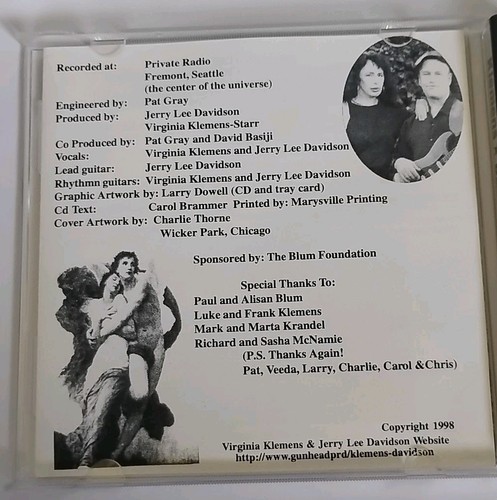 Recorded at: Private Radio
Fremont, Seattle
(the center of the universe)
Engineered by: Pat Gray
Produced by: Jerry Lee Davidson
Virginia Klemens-Starr
Co Produced by: Pat Gray and David Basiji
Vocals: Virginia Klemens and Jerry Lee Davidson
Lead guitar: Jerry Lee Davidson
Rhythmn guitars: Virginia Klemens and Jerry Lee Davidson
Graphic Artwork by: Larry Dowell (CD and tray card)
Cd Text: Carol Brammer Printed by: Marysville Printing
Cover Artwork by: Charlie Thorne
Wicker Park, Chicago
Sponsored by: The Blum Foundation
Special Thanks To:
Paul and Alisan Blum
Luke and Frank Klemens
Mark and Marta Krandel
Richard and Sasha McNamie
(P.S. Thanks Again!
Pat, Veeda, Larry, Charlie, Carol &Chris)
Copyright 1998
Virginia Klemens & Jerry Lee Davidson Website
http://www.gunheadprd/klemens-davidson